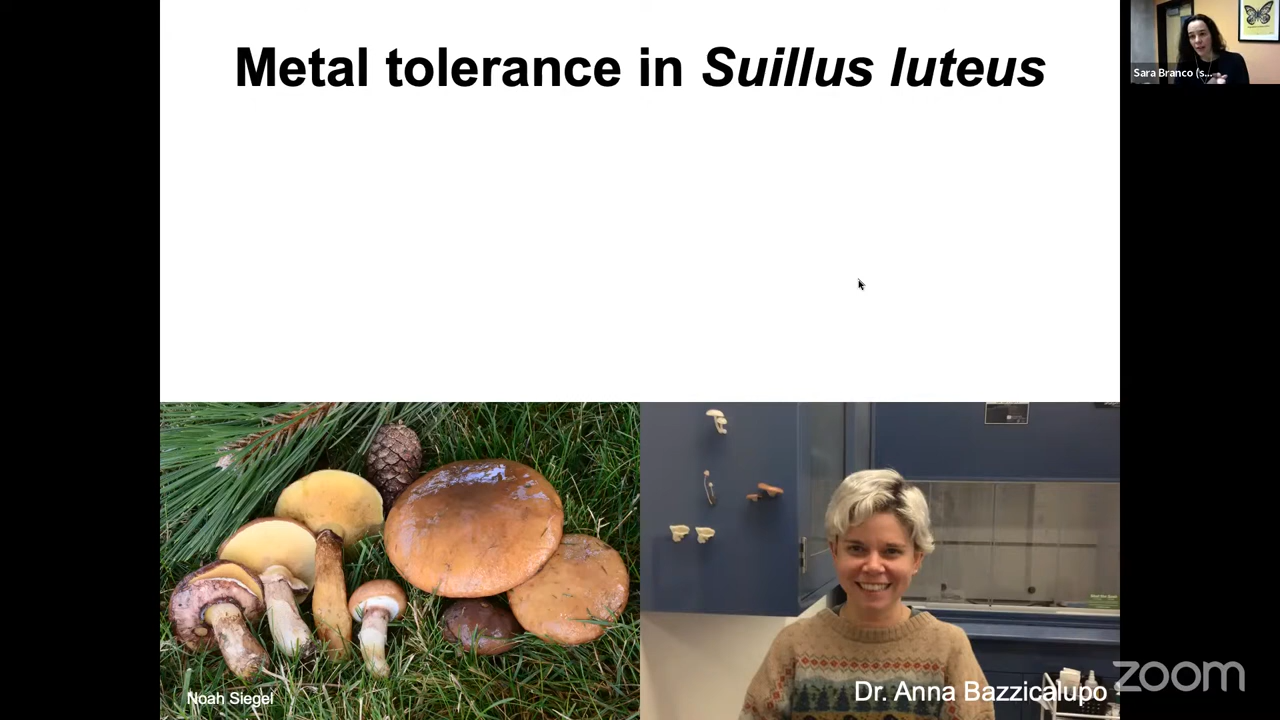 Metal tolerance in Suillus luteus
Sara Branco (s...
Noah Siegel
Dr. Anna Bazzicalupo
zoom